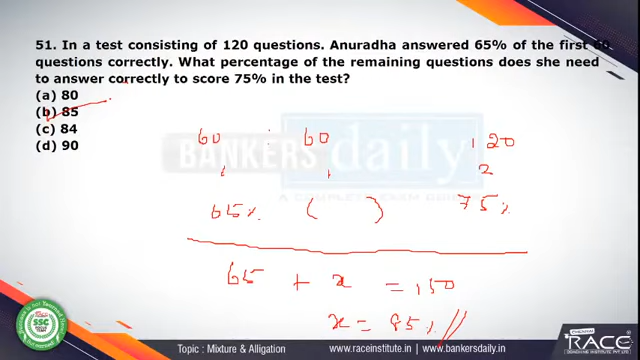 51. In a test consisting of 120 questions. Anuradha answered 65% of the first 60
questions correctly. What percentage of the remaining questions does she need
to answer correctly to score 75% in the test?
(a) 80
(b) 85
(c) 84
(d) 90
60 : 60 120
1 1 2
65% ( ) 75%
65 + x = 150
x = 85% //
BANKERS daily
SSC
Topic : Mixture & Alligation
www.raceinstitute.in | www.bankersdaily.in
CHENNAI
RACE